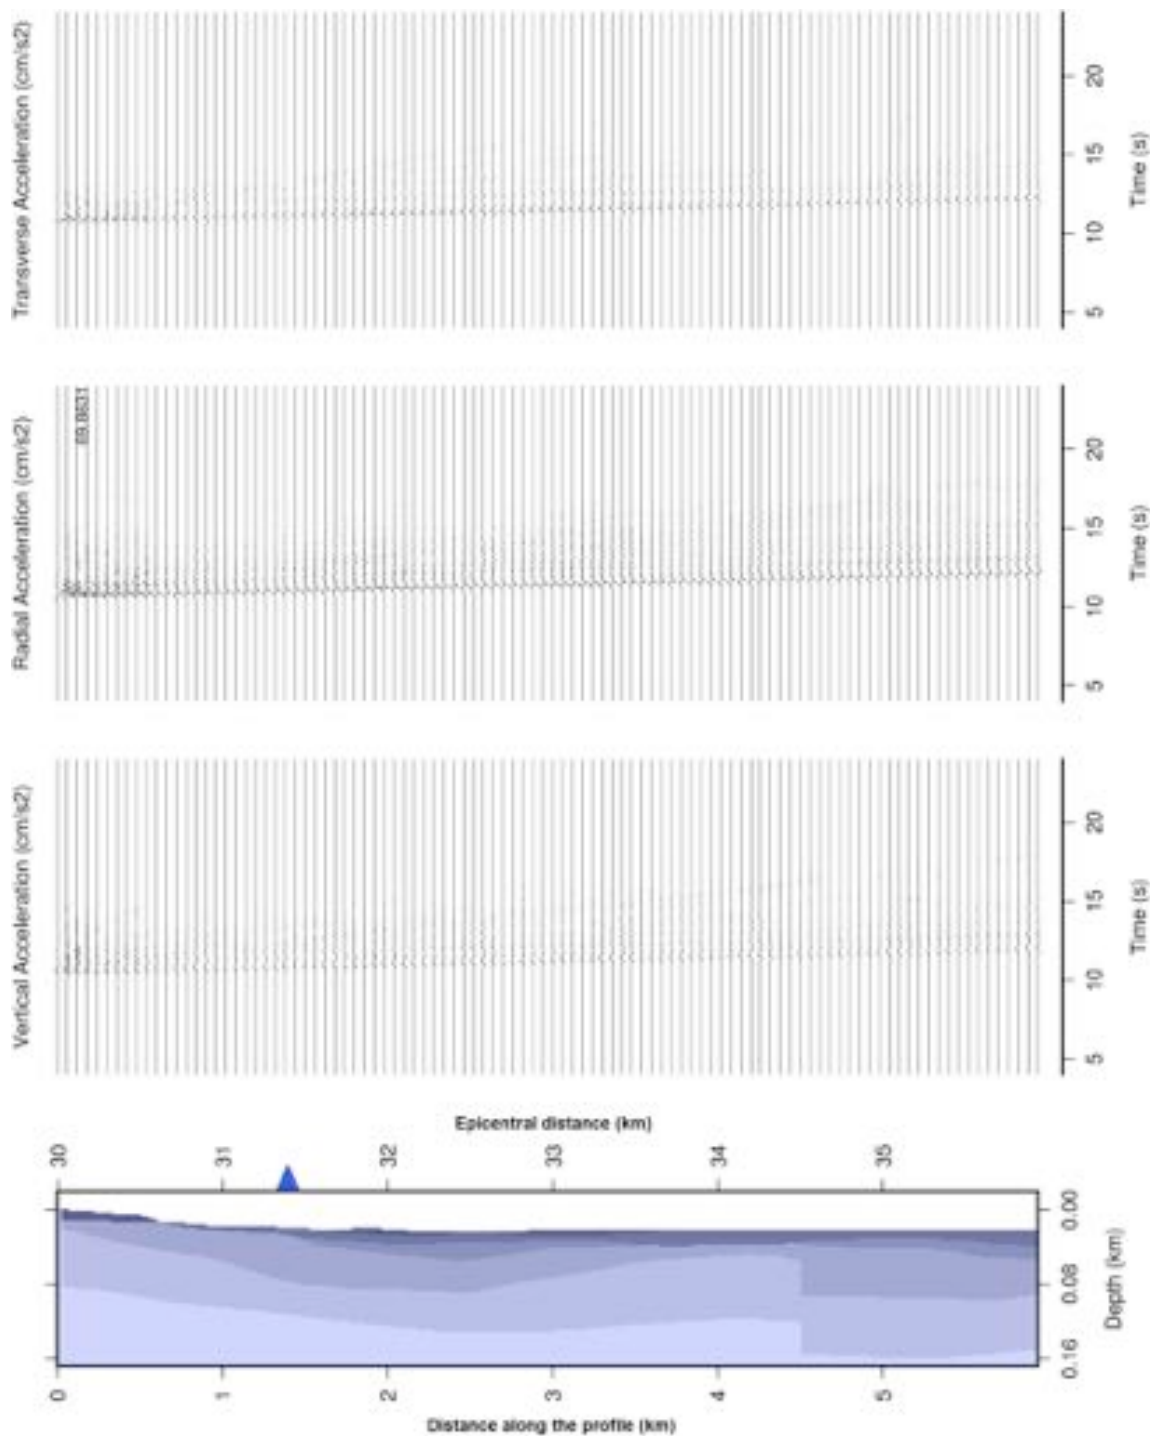 Transverse Acceleration (cm/s2)
5 10 15 20
Time (s)
Radial Acceleration (cm/s2)
5 10 15 20
Time (s)
Vertical Acceleration (cm/s2)
5 10 15 20
Time (s)
Epicentral distance (km)
30 31 32 33 34 35
0.00 0.08 0.16
Depth (km)
0 1 2 3 4 5
Distance along the profile (km)